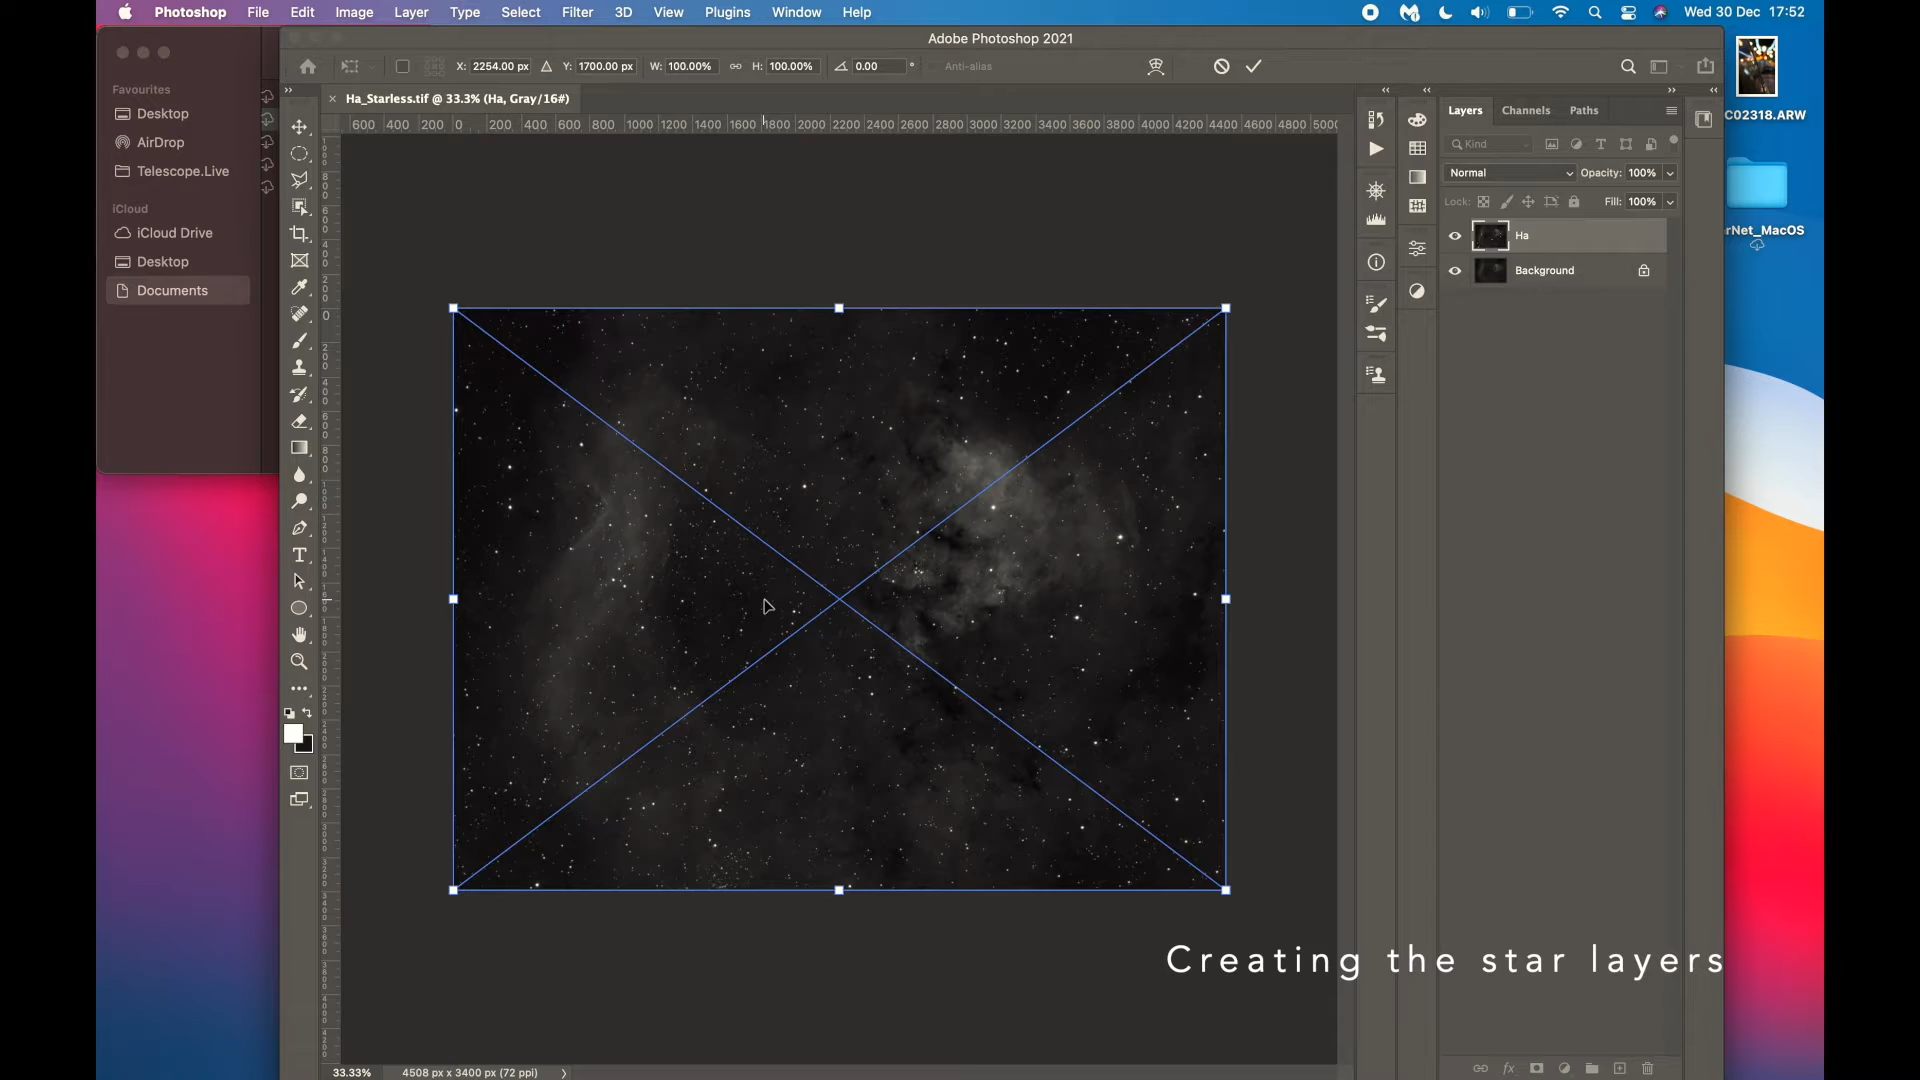 Photoshop File Edit Image Layer Type Select Filter 3D View Plugins Window Help Wed 30 Dec 17:52
Adobe Photoshop 2021
X: 2254.00 px Y: 1700.00 px W: 100.00% H: 100.00% 0.00 ° Anti-alias
Ha_Starless.tif @ 33.3% (Ha, Gray/16#)
600 400 200 0 200 400 600 800 1000 1200 1400 1600 1800 2000 2200 2400 2600 2800 3000 3200 3400 3600 3800 4000 4200 4400 4600 4800 5000
Favourites
Desktop
AirDrop
Telescope.Live
iCloud
iCloud Drive
Desktop
Documents
Layers Channels Paths
Kind
Normal Opacity: 100%
Lock: Fill: 100%
Ha
Background
C02318.ARW
rNet_MacOS
Creating the star layers
33.33% 4508 px x 3400 px (72 ppi)